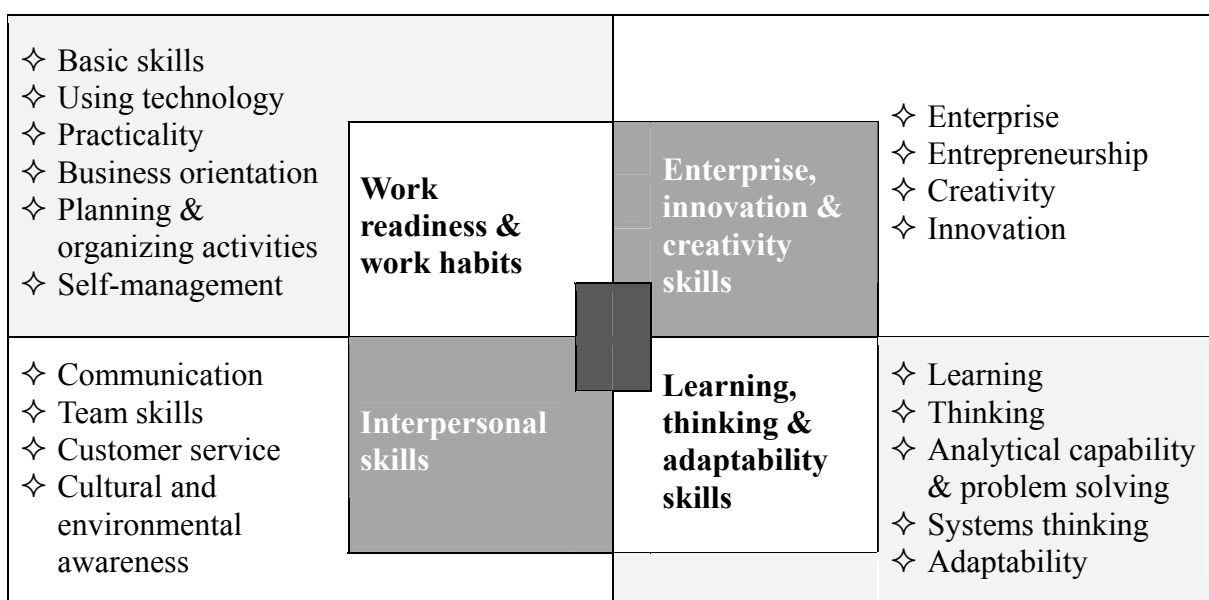 ✧ Basic skills
✧ Using technology
✧ Practicality
✧ Business orientation
✧ Planning &
organizing activities
✧ Self-management
Work
readiness &
work habits
Enterprise,
innovation &
creativity
skills
✧ Enterprise
✧ Entrepreneurship
✧ Creativity
✧ Innovation
✧ Communication
✧ Team skills
✧ Customer service
✧ Cultural and
environmental
awareness
Interpersonal
skills
Learning,
thinking &
adaptability
skills
✧ Learning
✧ Thinking
✧ Analytical capability
& problem solving
✧ Systems thinking
✧ Adaptability